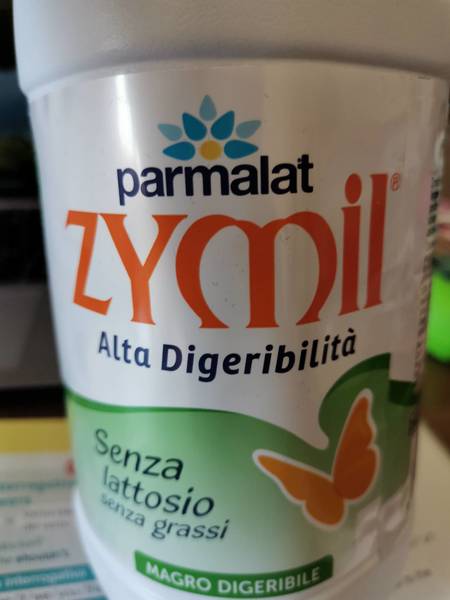 parmalat
ZYmil®
Alta Digeribilità
Senza
lattosio
senza grassi
MAGRO DIGERIBILE